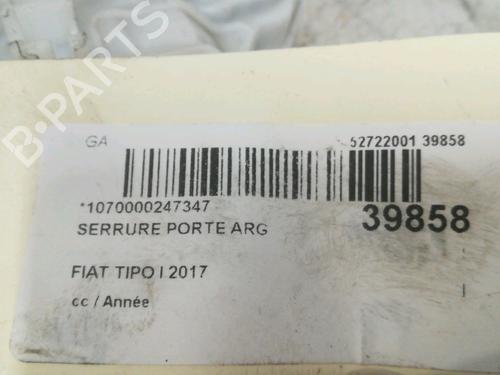 B-PARTS
GA
52722001 39858
*1070000247347
39858
SERRURE PORTE ARG
FIAT TIPO I 2017
cc / Année